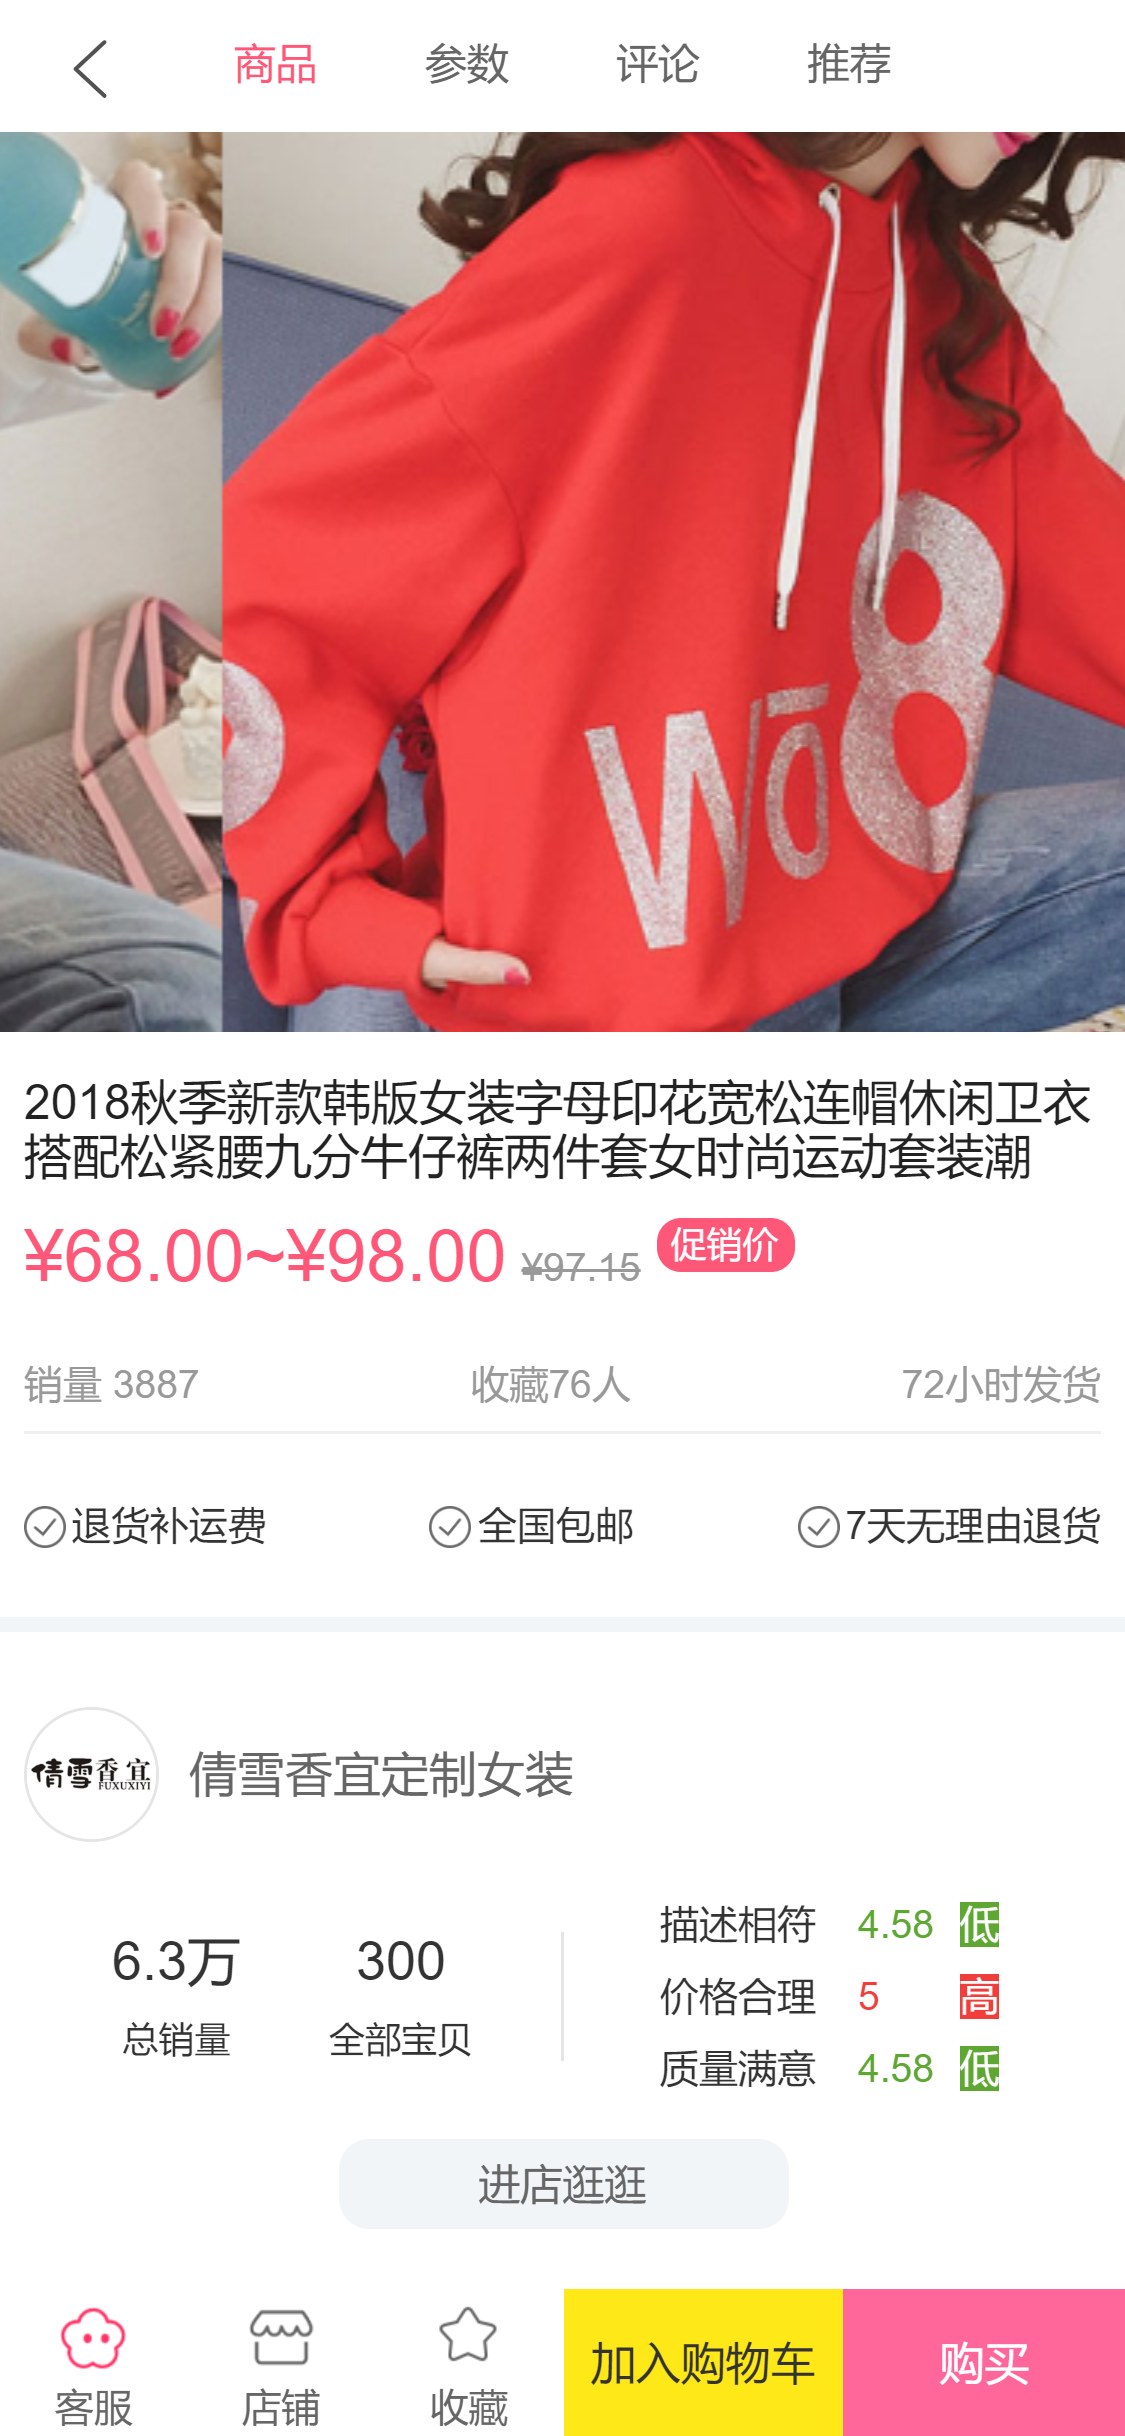 商品 参数 评论 推荐
Wō8
2018秋季新款韩版女装字母印花宽松连帽休闲卫衣
搭配松紧腰九分牛仔裤两件套女时尚运动套装潮
¥68.00~¥98.00 ¥97.15 促销价
销量 3887 收藏76人 72小时发货
退货补运费 全国包邮 7天无理由退货
倩雪香宜
FUXUXIYI
倩雪香宜定制女装
6.3万 300
总销量 全部宝贝
描述相符 4.58 低
价格合理 5 高
质量满意 4.58 低
进店逛逛
客服 店铺 收藏 加入购物车 购买